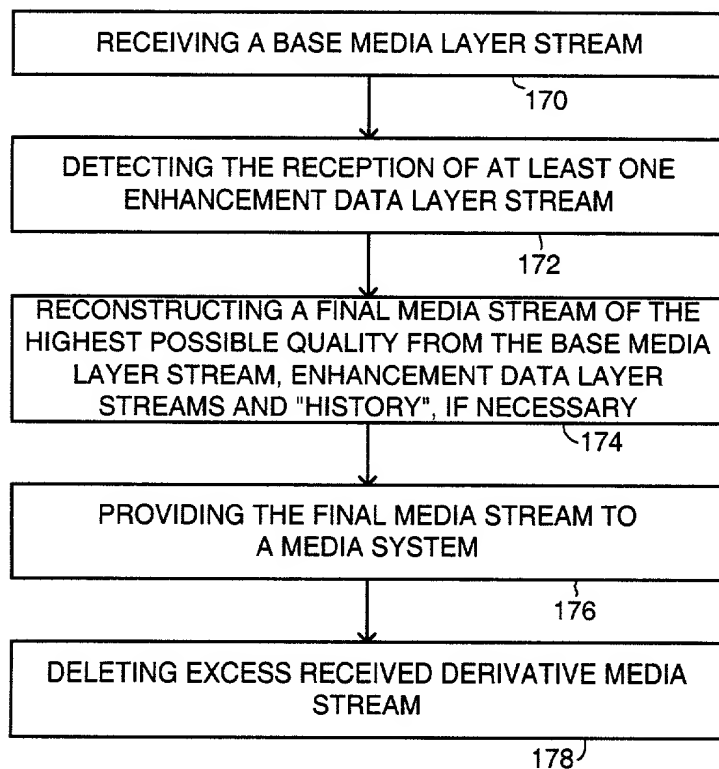 RECEIVING A BASE MEDIA LAYER STREAM
170
DETECTING THE RECEPTION OF AT LEAST ONE
ENHANCEMENT DATA LAYER STREAM
172
RECONSTRUCTING A FINAL MEDIA STREAM OF THE
HIGHEST POSSIBLE QUALITY FROM THE BASE MEDIA
LAYER STREAM, ENHANCEMENT DATA LAYER
STREAMS AND "HISTORY", IF NECESSARY
174
PROVIDING THE FINAL MEDIA STREAM TO
A MEDIA SYSTEM
176
DELETING EXCESS RECEIVED DERIVATIVE MEDIA
STREAM
178